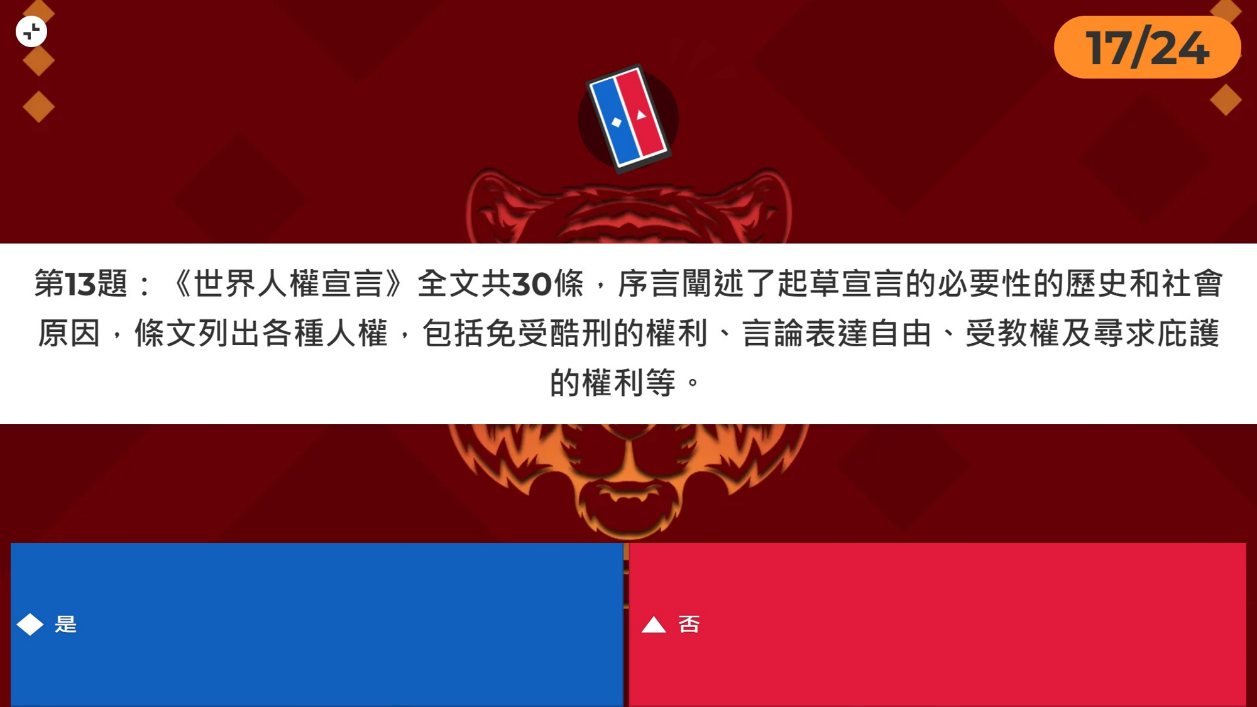 17/24
第13題：《世界人權宣言》全文共30條，序言闡述了起草宣言的必要性的歷史和社會
原因，條文列出各種人權，包括免受酷刑的權利、言論表達自由、受教權及尋求庇護
的權利等。
是
否